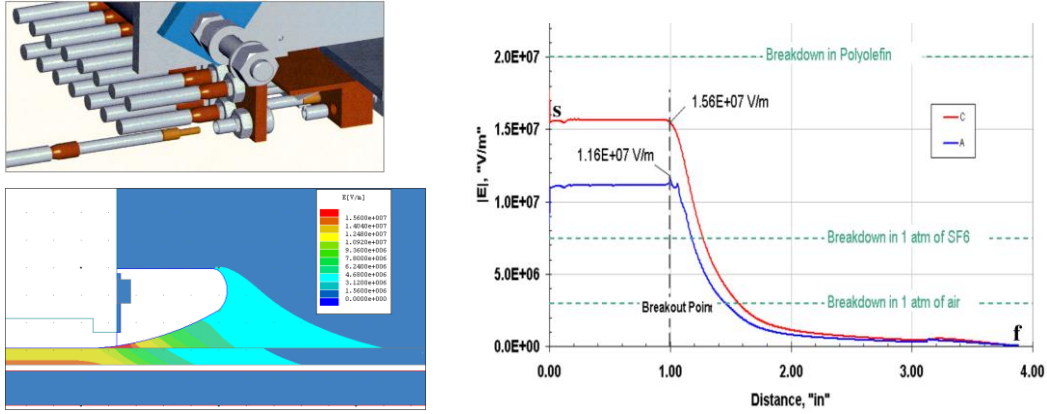 E[V/m]
1.5600e+007
1.4040e+007
1.2480e+007
1.0920e+007
9.3600e+006
7.8000e+006
6.2400e+006
4.6800e+006
3.1200e+006
1.5600e+006
0.0000e+000
|E|, "V/m"
2.0E+07
1.5E+07
1.0E+07
5.0E+06
0.0E+00
Breakdown in Polyolefin
s
1.56E+07 V/m
1.16E+07 V/m
C
A
Breakdown in 1 atm of SF6
Breakdown in 1 atm of air
Breakout Poin
f
0.00
1.00
2.00
3.00
4.00
Distance, "in"